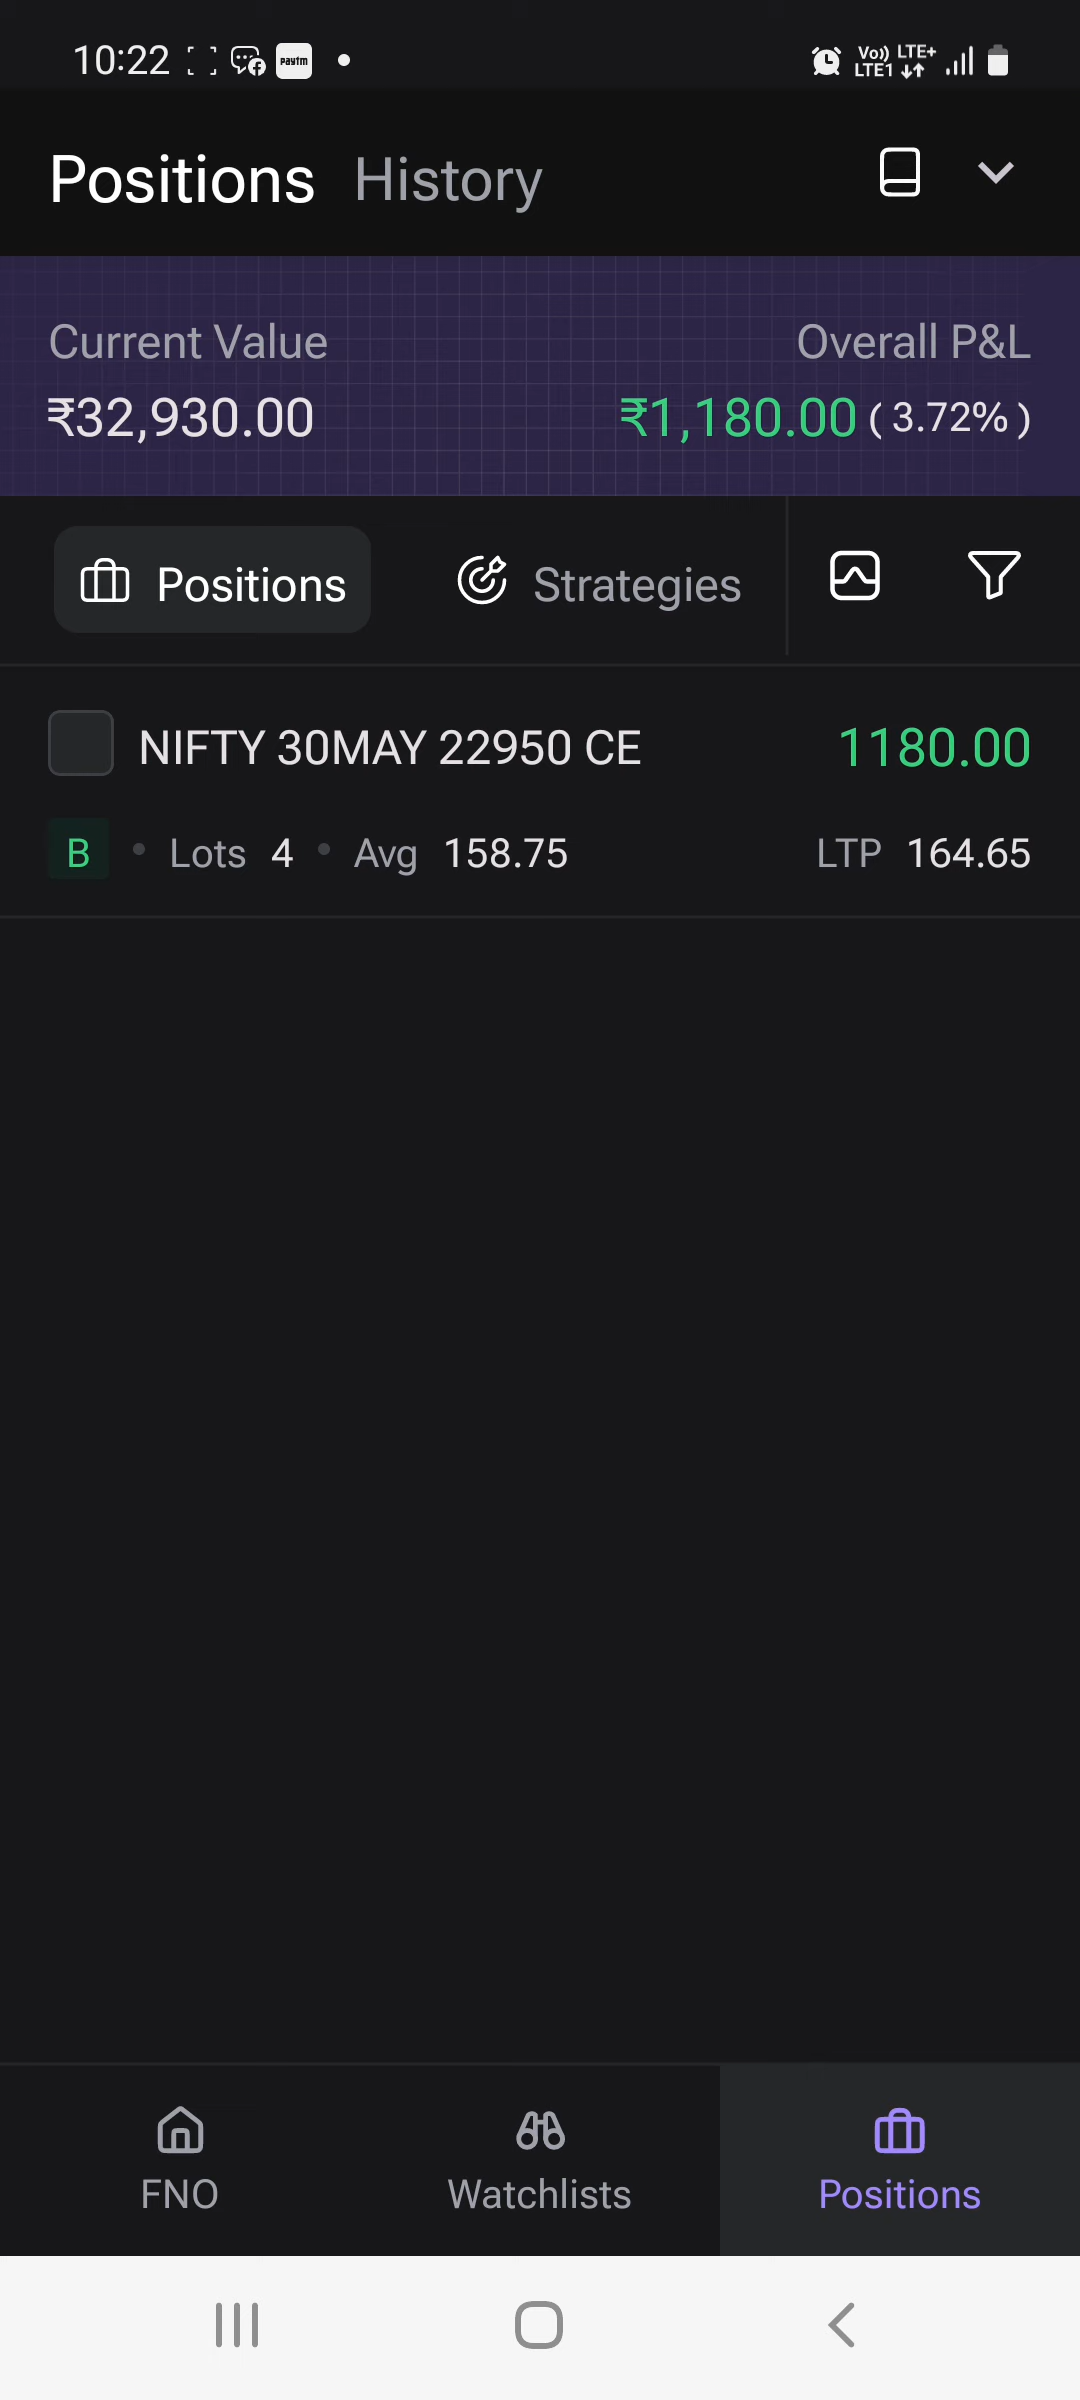 10:22 paytm Vo)) LTE1 LTE+
Positions History
Current Value Overall P&L
₹32,930.00 ₹1,180.00 ( 3.72% )
Positions Strategies
NIFTY 30MAY 22950 CE 1180.00
B • Lots 4 • Avg 158.75 LTP 164.65
FNO Watchlists Positions